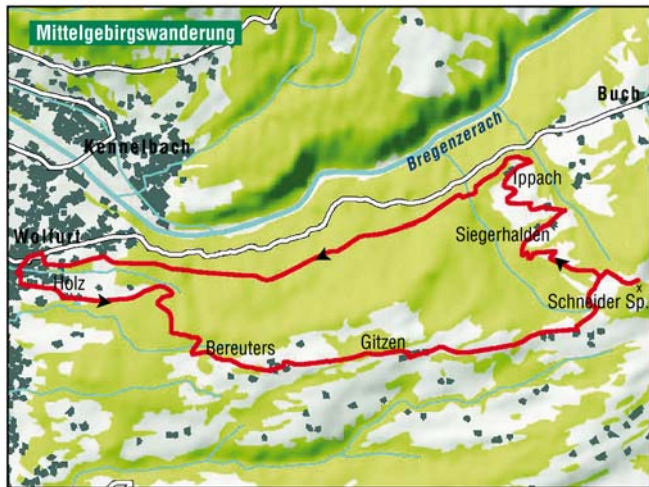 Mittelgebirgswanderung
Buch
Kennelbach
Bregenzerach
Ippach
Wolfurt
Siegerhalden
Holz
x
Schneider Sp.
Bereuters
Gitzen